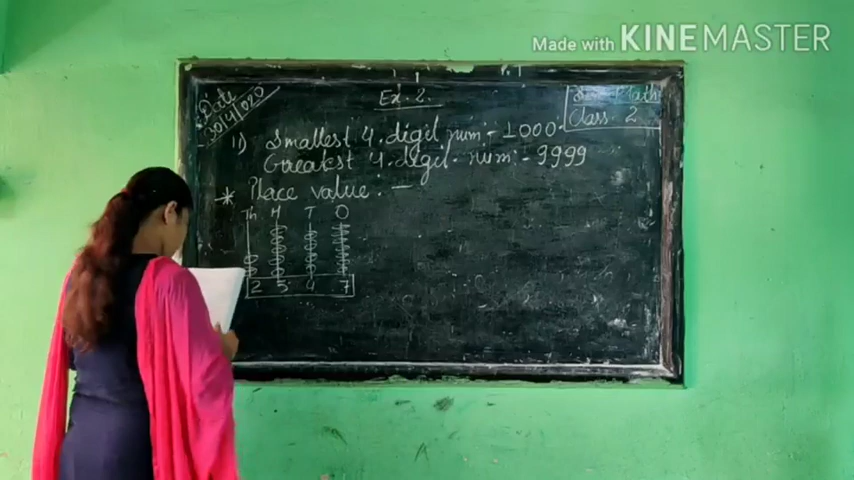 Made with KINEMASTER
Date
30/4/020
Ex. 2.
Math
Class. 2
1) Smallest 4. digit num :- 1000.
Greatest 4. digit. num :- 9999
* Place value : -
Th H T O
2 5 4 7